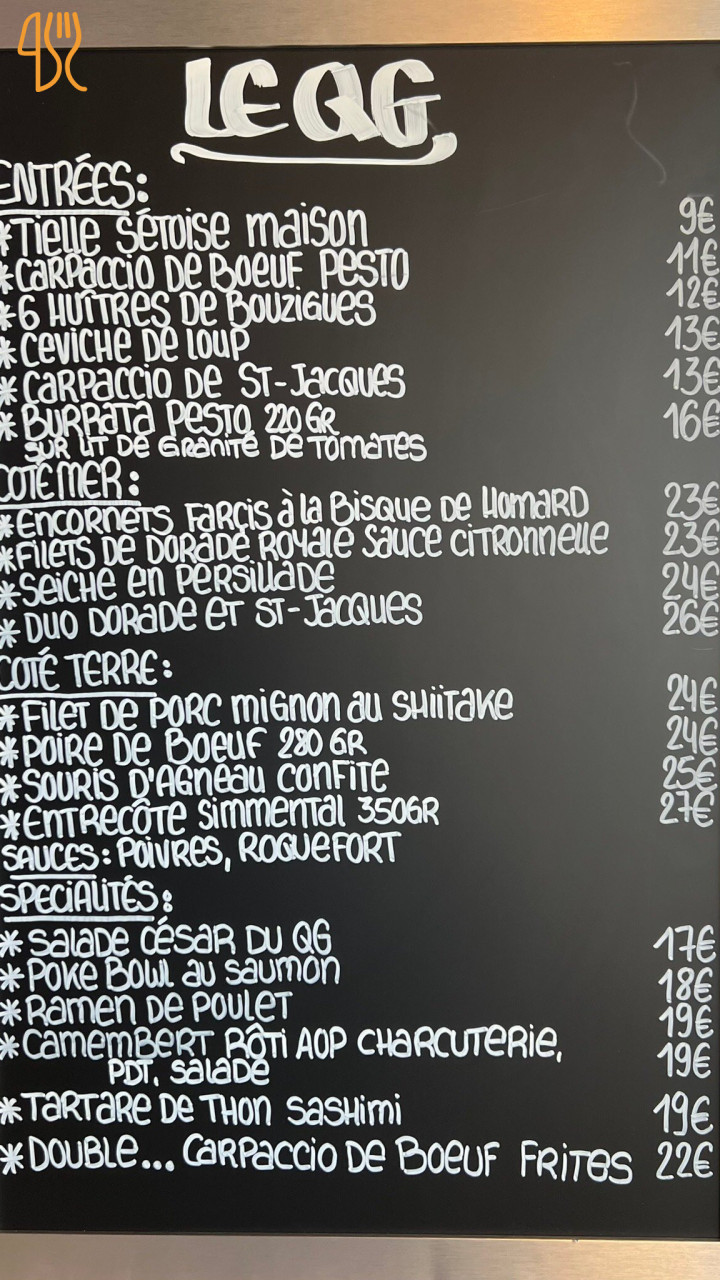 LE QG
ENTRÉES:
*Tielle Sétoise maison 9€
*Carpaccio de Boeuf Pesto 11€
*6 Huîtres de Bouzigues 12€
*Ceviche de loup 13€
*Carpaccio de St-Jacques 13€
*Burrata Pesto 220 Gr 16€
sur lit de granité de tomates
COTÉ MER:
*Encornets farçis à la Bisque de Homard 23€
*Filets de Dorade Royale sauce citronnelle 23€
*Seiche en persillade 24€
*Duo Dorade et St-Jacques 26€
COTÉ TERRE:
*Filet de porc mignon au shiitake 24€
*Poire de Boeuf 280 Gr 24€
*Souris d'Agneau confite 25€
*Entrecôte Simmental 350Gr 27€
SAUCES: Poivres, Roquefort
SPECIALITÉS:
*Salade César du QG 17€
*Poke Bowl au saumon 18€
*Ramen de Poulet 19€
*Camembert Rôti AOP Charcuterie, 19€
PDT, salade
*Tartare de Thon Sashimi 19€
*Double... Carpaccio de Boeuf Frites 22€